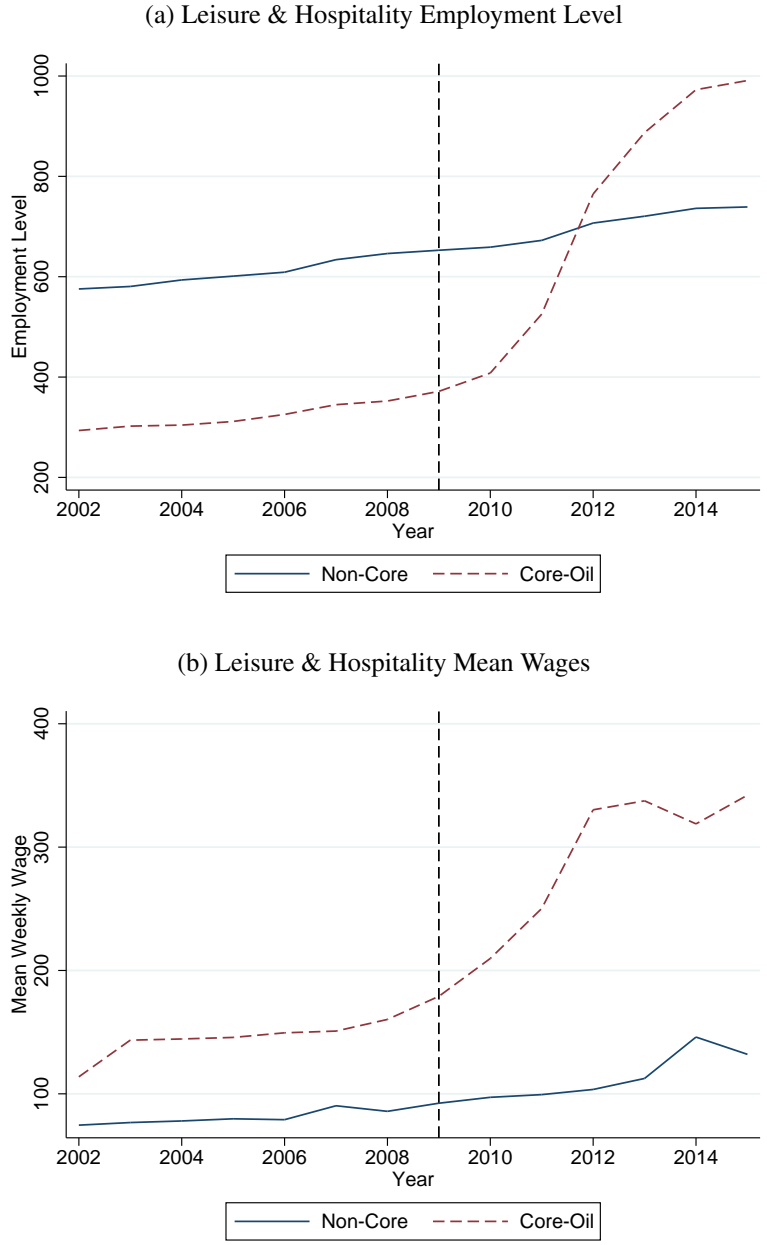 (a) Leisure & Hospitality Employment Level
1000
800
600
400
200
Employment Level
2002 2004 2006 2008 2010 2012 2014
Year
Non-Core Core-Oil
(b) Leisure & Hospitality Mean Wages
400
300
200
100
Mean Weekly Wage
2002 2004 2006 2008 2010 2012 2014
Year
Non-Core Core-Oil